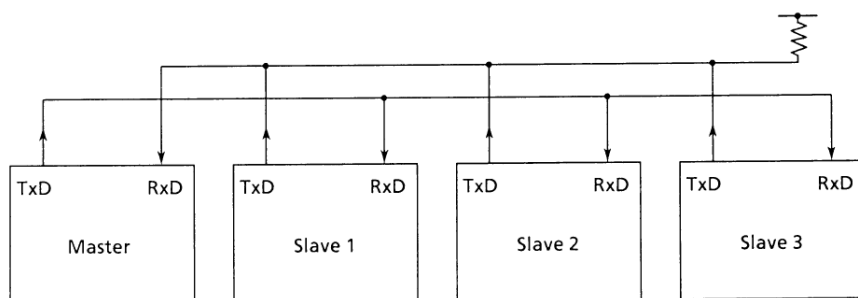 TxD RxD TxD RxD TxD RxD TxD RxD
Master Slave 1 Slave 2 Slave 3